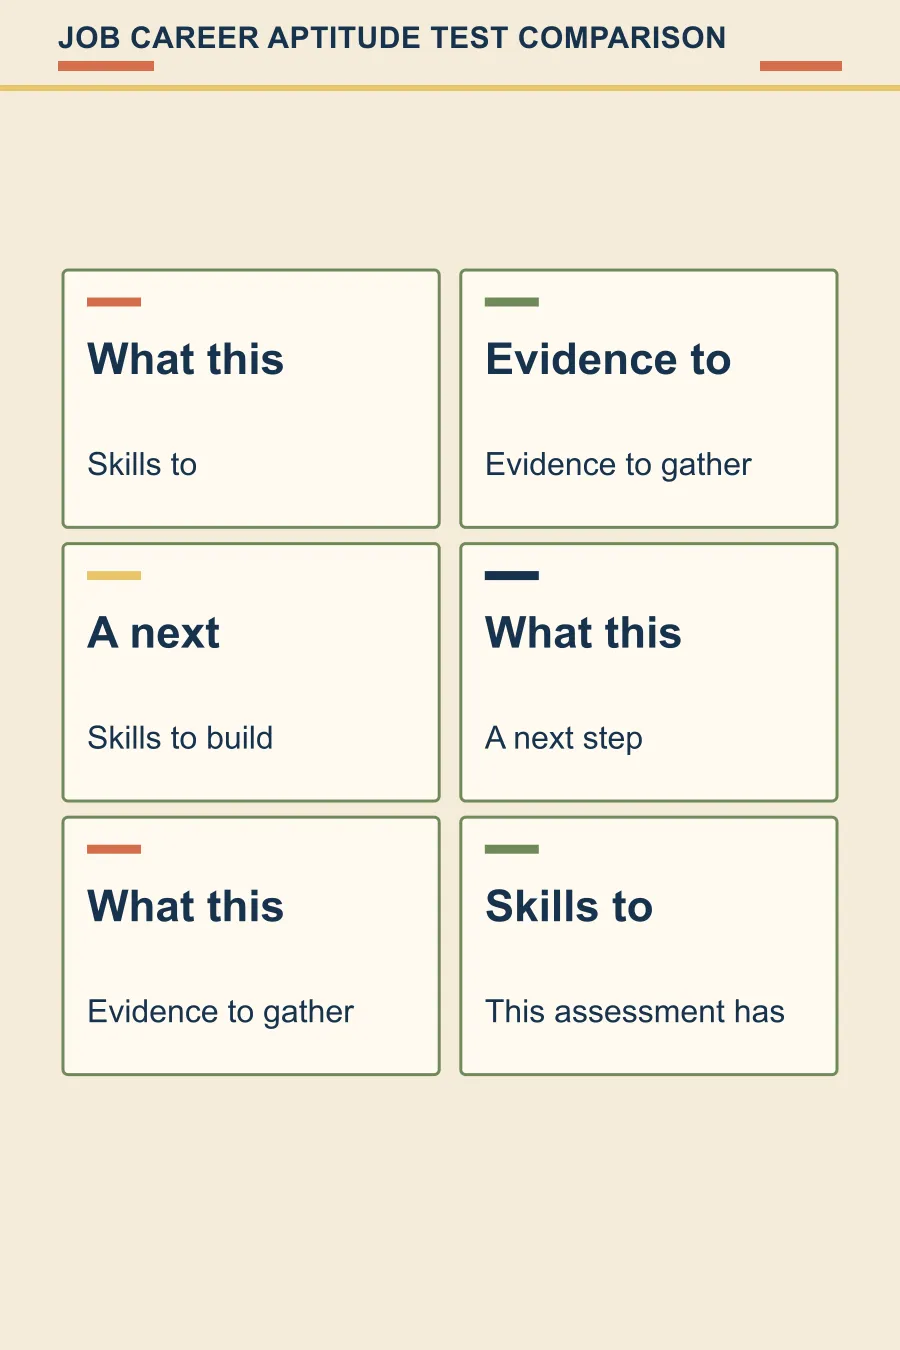 JOB CAREER APTITUDE TEST COMPARISON
What this
Skills to
Evidence to
Evidence to gather
A next
Skills to build
What this
A next step
What this
Evidence to gather
Skills to
This assessment has